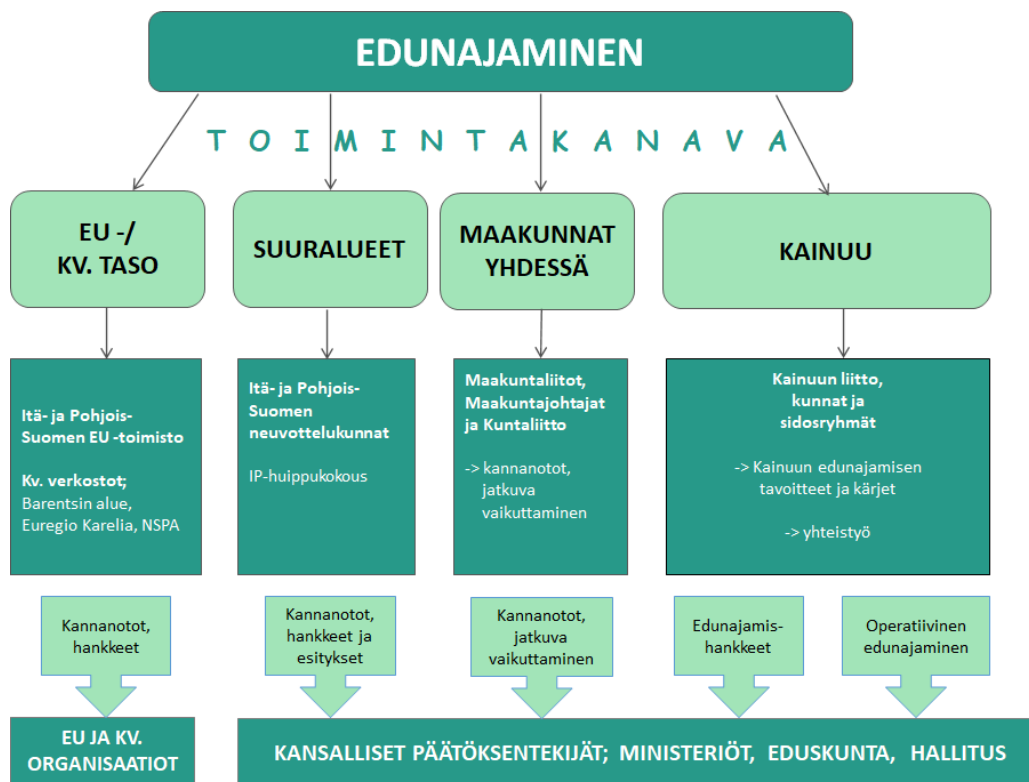 EDUNAJAMINEN
TOIMINTAKANAVA
EU -/
KV. TASO
SUURALUEET
MAAKUNNAT
YHDESSÄ
KAINUU
Itä- ja Pohjois-
Suomen EU -toimisto
Kv. verkostot;
Barentsin alue,
Euregio Karelia, NSPA
Itä- ja Pohjois-
Suomen
neuvottelukunnat
IP-huippukokous
Maakuntaliitot,
Maakuntajohtajat
ja Kuntaliitto
-> kannanotot,
jatkuva
vaikuttaminen
Kainuun liitto,
kunnat ja
sidosryhmät
-> Kainuun edunajamisen
tavoitteet ja kärjet
-> yhteistyö
Kannanotot,
hankkeet
Kannanotot,
hankkeet ja
esitykset
Kannanotot,
jatkuva
vaikuttaminen
Edunajamis-
hankkeet
Operatiivinen
edunajaminen
EU JA KV.
ORGANISAATIOT
KANSALLISET PÄÄTÖKSENTEKIJÄT; MINISTERIÖT, EDUSKUNTA, HALLITUS